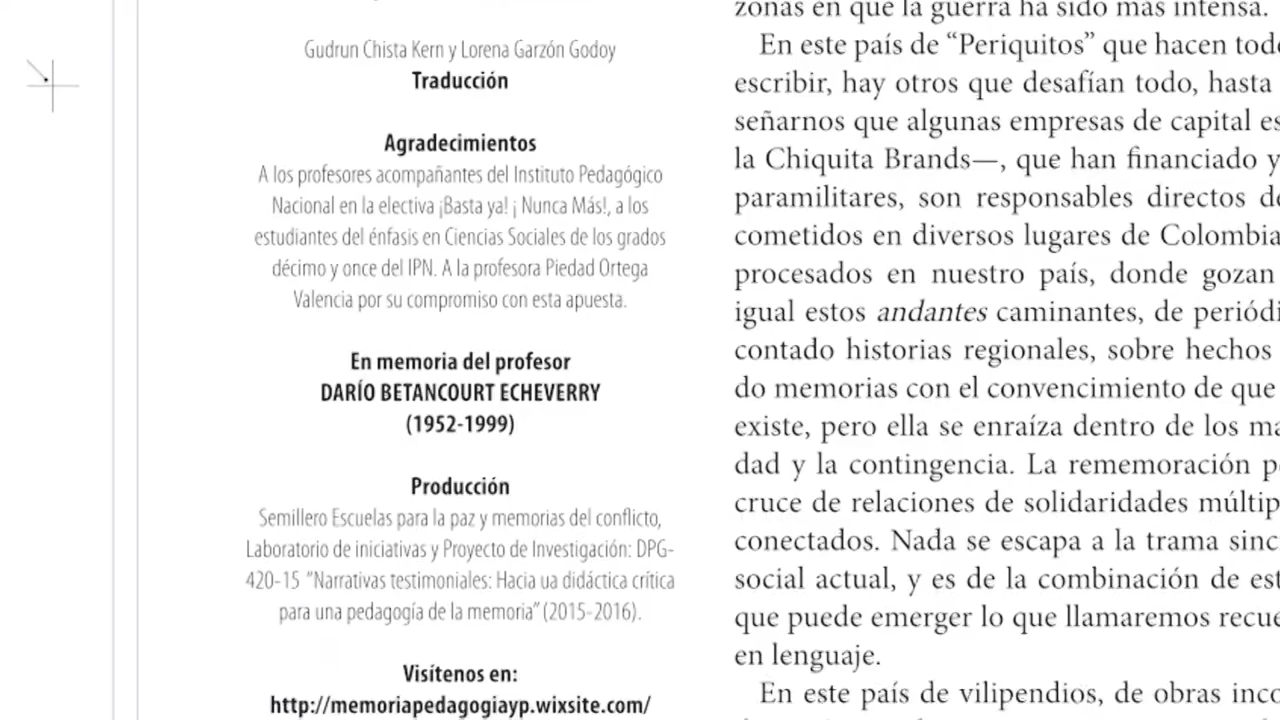 Gudrun Chista Kern y Lorena Garzón Godoy
Traducción
Agradecimientos
A los profesores acompañantes del Instituto Pedagógico
Nacional en la electiva ¡Basta ya! ¡ Nunca Más!, a los
estudiantes del énfasis en Ciencias Sociales de los grados
décimo y once del IPN. A la profesora Piedad Ortega
Valencia por su compromiso con esta apuesta.
En memoria del profesor
DARÍO BETANCOURT ECHEVERRY
(1952-1999)
Producción
Semillero Escuelas para la paz y memorias del conflicto,
Laboratorio de iniciativas y Proyecto de Investigación: DPG-
420-15 "Narrativas testimoniales: Hacia ua didáctica crítica
para una pedagogía de la memoria" (2015-2016).
Visítenos en:
http://memoriapedagogiayp.wixsite.com/
zonas en que la guerra ha sido más intensa.
En este país de “Periquitos” que hacen
escribir, hay otros que desafían todo, hasta
señarnos que algunas empresas de capital
la Chiquita Brands—, que han financiado y
paramilitares, son responsables directos
cometidos en diversos lugares de Colombia
procesados en nuestro país, donde gozan
igual estos andantes caminantes, de
contado historias regionales, sobre hechos
do memorias con el convencimiento de que
existe, pero ella se enraíza dentro de los
dad y la contingencia. La rememoración
cruce de relaciones de solidaridades
conectados. Nada se escapa a la trama
social actual, y es de la combinación de
que puede emerger lo que llamaremos
en lenguaje.
En este país de vilipendios, de obras